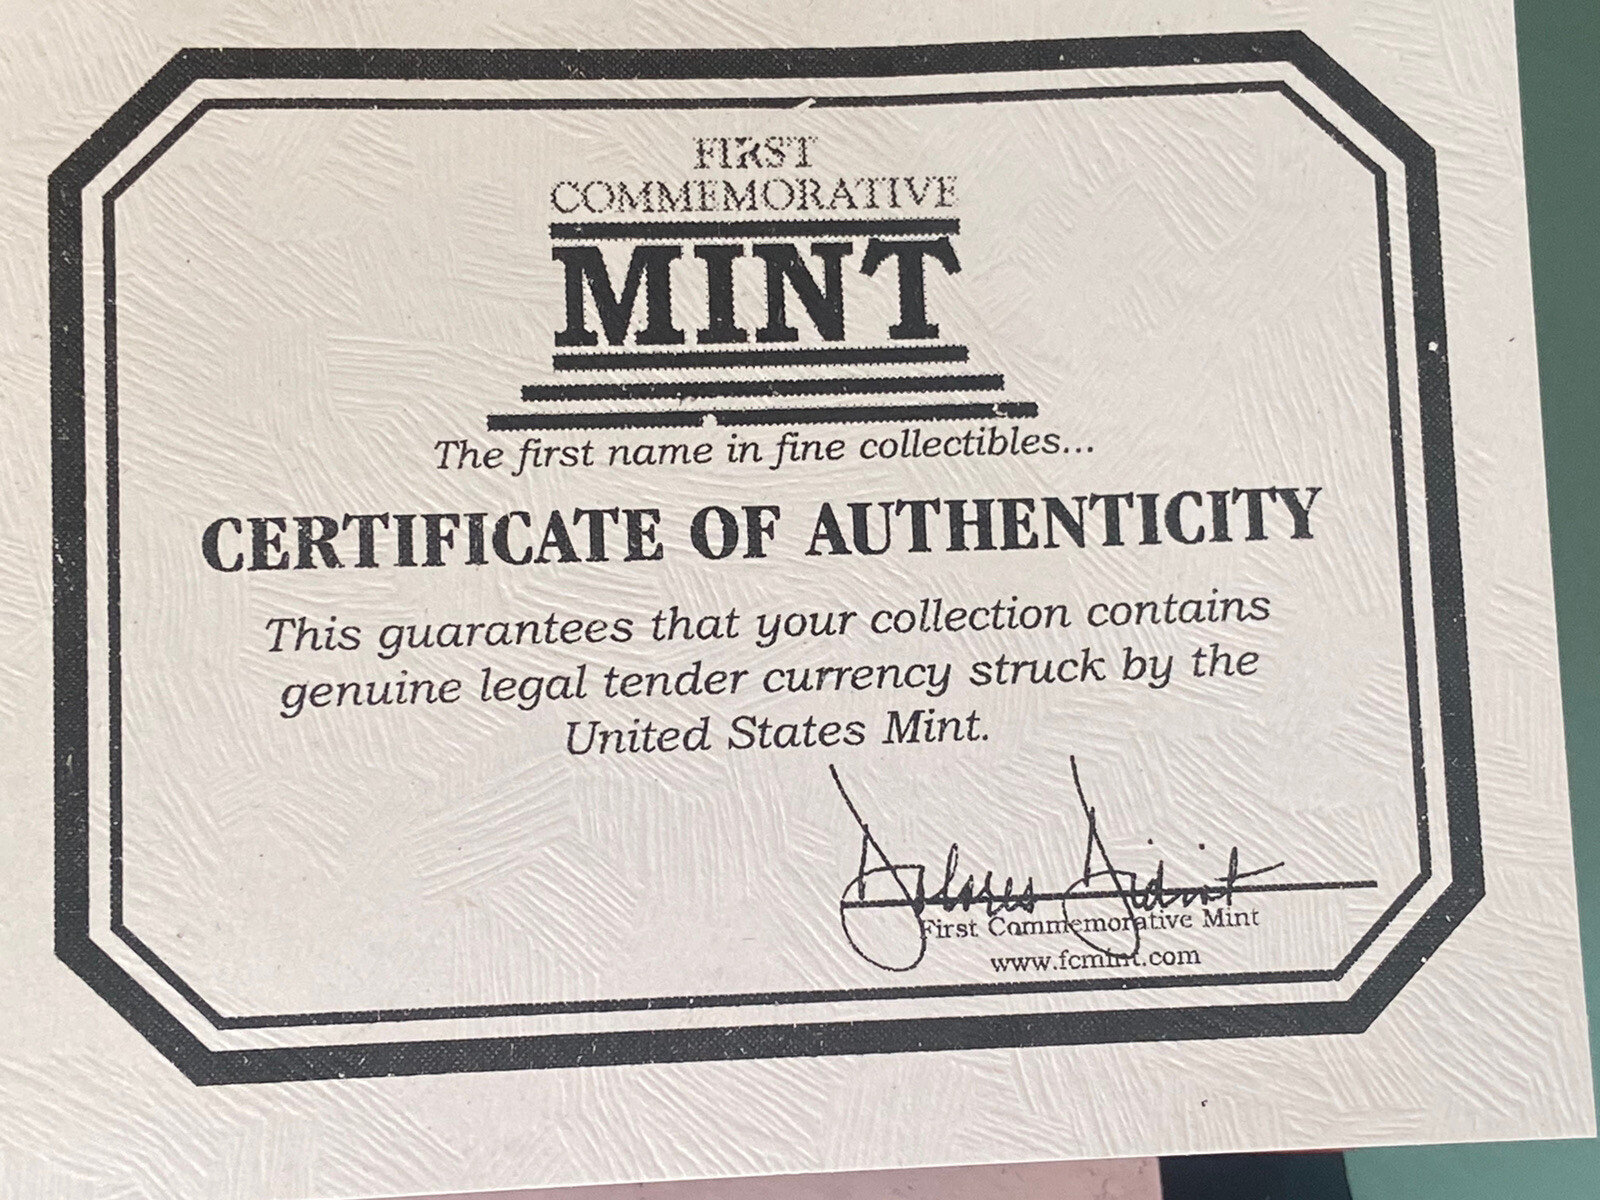 FIRST
COMMEMORATIVE
MINT
The first name in fine collectibles...
CERTIFICATE OF AUTHENTICITY
This guarantees that your collection contains
genuine legal tender currency struck by the
United States Mint.
First Commemorative Mint
www.fcmint.com